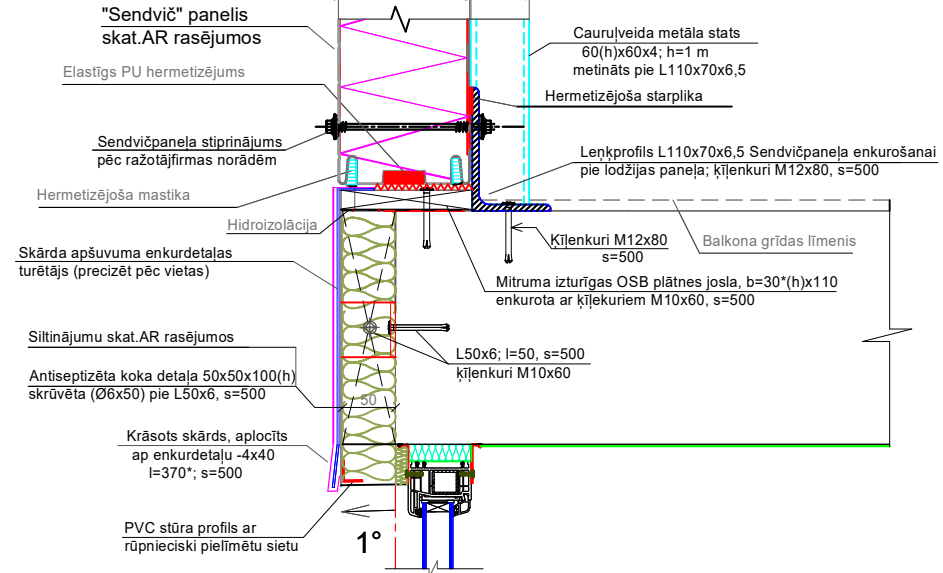 "Sendvič" panelis
skat.AR rasējumos
Elastīgs PU hermetizējums
Sendvičpaneļa stiprinājums
pēc ražotājfirmas norādēm
Hermetizējoša mastika
Hidroizolācija
Skārda apšuvuma enkurdetaļas
turētājs (precizēt pēc vietas)
Siltinājumu skat.AR rasējumos
Antiseptizēta koka detaļa 50x50x100(h)
skrūvēta (Ø6x50) pie L50x6, s=500
Krāsots skārds, aplocīts
ap enkurdetaļu -4x40
l=370*; s=500
PVC stūra profils ar
rūpnieciski pielīmētu sietu
50
1°
Cauruļveida metāla stats
60(h)x60x4; h=1 m
metināts pie L110x70x6,5
Hermetizējoša starplika
Leņķprofils L110x70x6,5 Sendvičpaneļa enkurošanai
pie lodžijas paneļa; ķīļenkuri M12x80, s=500
Ķīļenkuri M12x80
s=500
Balkona grīdas līmenis
Mitruma izturīgas OSB plātnes josla, b=30*(h)x110
enkurota ar ķīļekuriem M10x60, s=500
L50x6; l=50, s=500
ķīļenkuri M10x60